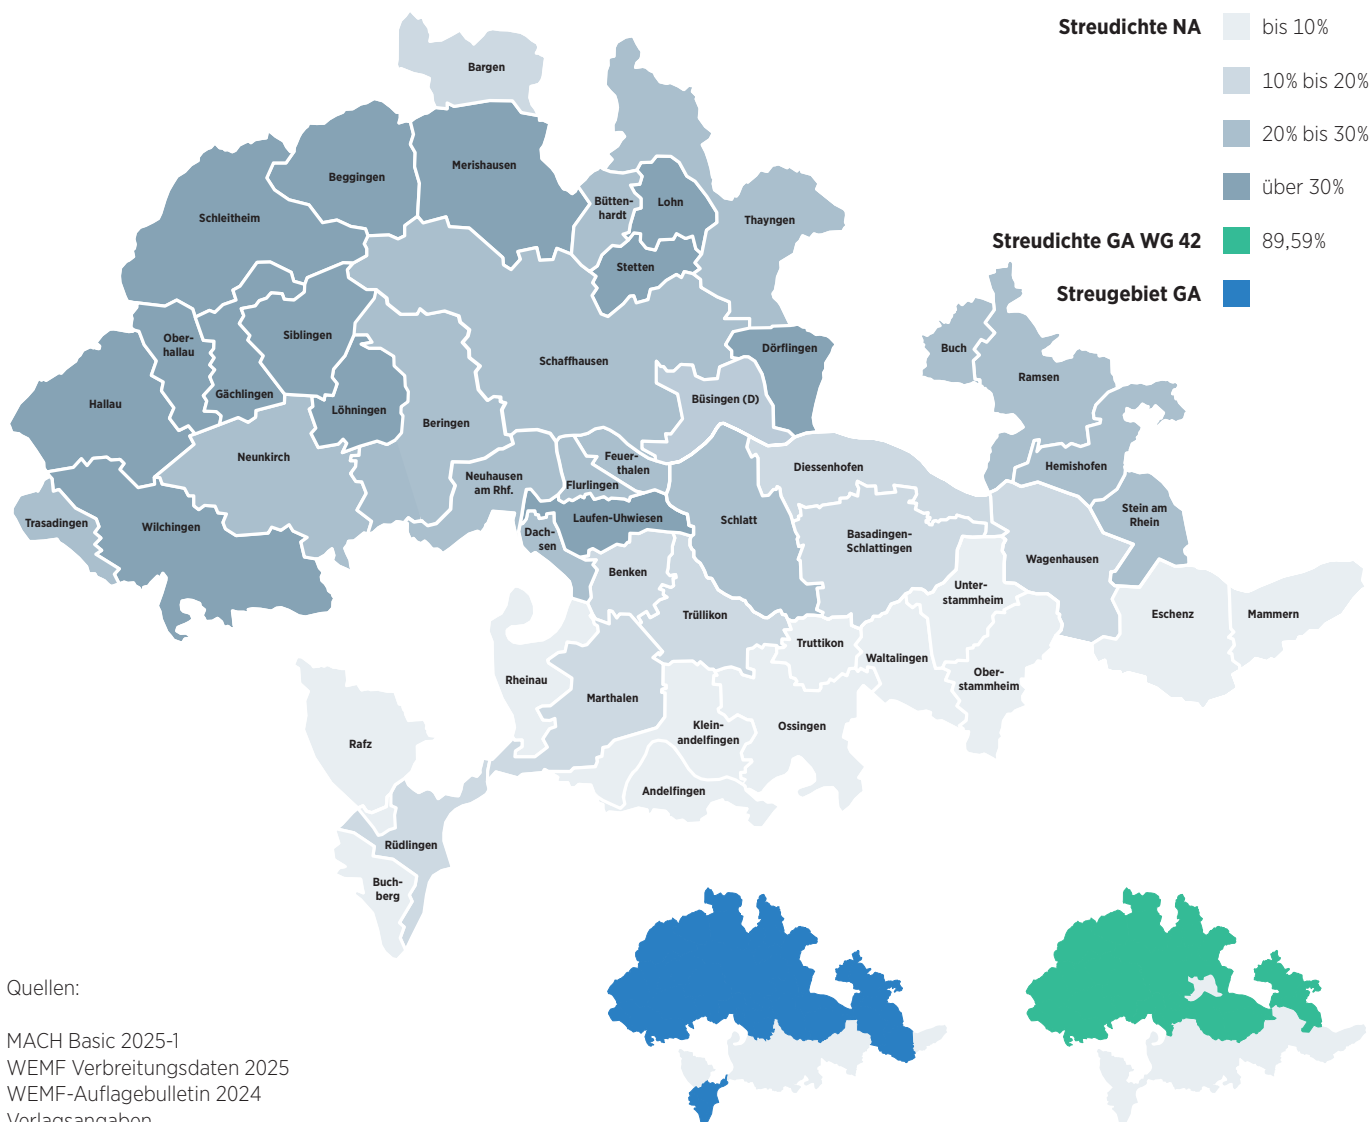 Streudichte NA
bis 10%
10% bis 20%
20% bis 30%
über 30%
Streudichte GA WG 42
89,59%
Streugebiet GA
Bargen
Merishausen
Beggingen
Schleitheim
Bütten-
hardt
Lohn
Thayngen
Stetten
Siblingen
Ober-
hallau
Gächlingen
Hallau
Löhningen
Beringen
Schaffhausen
Dörflingen
Büsingen (D)
Buch
Ramsen
Hemishofen
Stein am
Rhein
Neunkirch
Neuhausen
am Rhf.
Feuer-
thalen
Flurlingen
Laufen-Uhwiesen
Dach-
sen
Schlatt
Diessenhofen
Basadingen-
Schlattingen
Wagenhausen
Trasadingen
Wilchingen
Benken
Trüllikon
Unter-
stammheim
Eschenz
Mammern
Truttikon
Waltalingen
Ober-
stammheim
Rheinau
Marthalen
Klein-
andelfingen
Ossingen
Andelfingen
Rafz
Rüdlingen
Buch-
berg
Quellen:
MACH Basic 2025-1
WEMF Verbreitungsdaten 2025
WEMF-Auflagebulletin 2024
Verlagsangaben